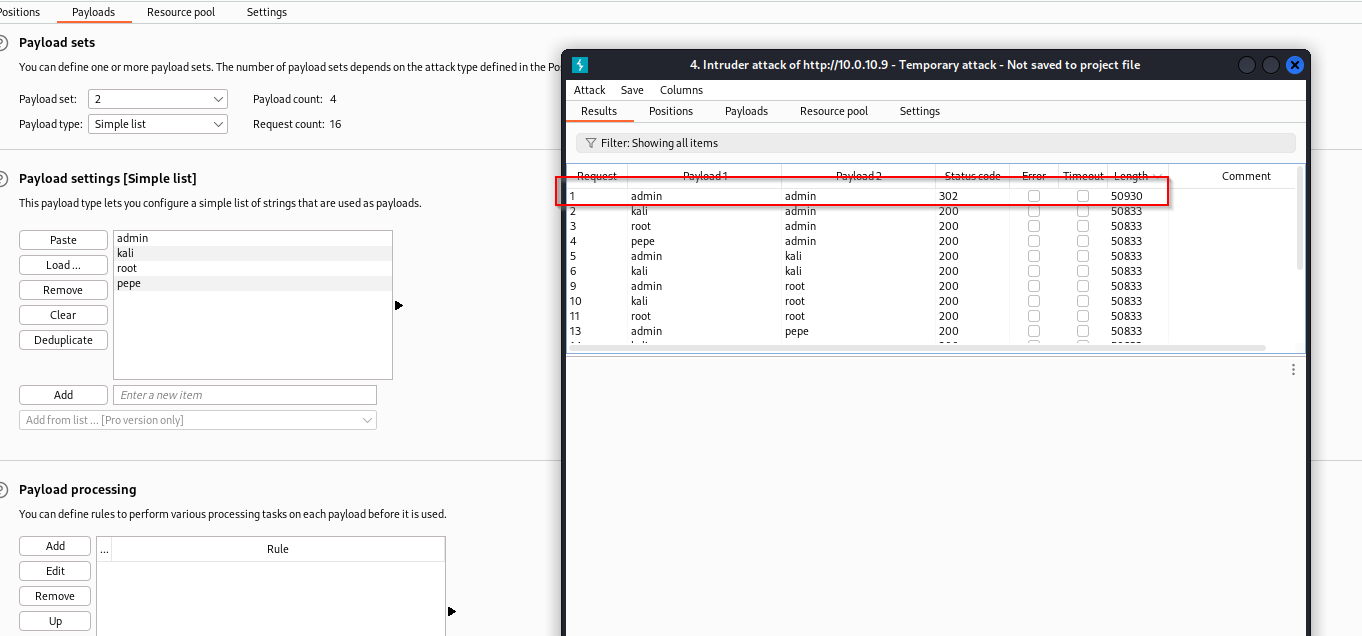 Positions Payloads Resource pool Settings
Payload sets
You can define one or more payload sets. The number of payload sets depends on the attack type defined in the Po
Payload set: 2 Payload count: 4
Payload type: Simple list Request count: 16
Payload settings [Simple list]
This payload type lets you configure a simple list of strings that are used as payloads.
Paste
Load ...
Remove
Clear
Deduplicate
admin
kali
root
pepe
Add Enter a new item
Add from list ... [Pro version only]
Payload processing
You can define rules to perform various processing tasks on each payload before it is used.
Add
Edit
Remove
Up
... Rule
4. Intruder attack of http://10.0.10.9 - Temporary attack - Not saved to project file
Attack Save Columns
Results Positions Payloads Resource pool Settings
Filter: Showing all items
Request Payload 1 Payload 2 Status code Error Timeout Length Comment
1 admin admin 302 50930
2 kali admin 200 50833
3 root admin 200 50833
4 pepe admin 200 50833
5 admin kali 200 50833
6 kali kali 200 50833
9 admin root 200 50833
10 kali root 200 50833
11 root root 200 50833
13 admin pepe 200 50833